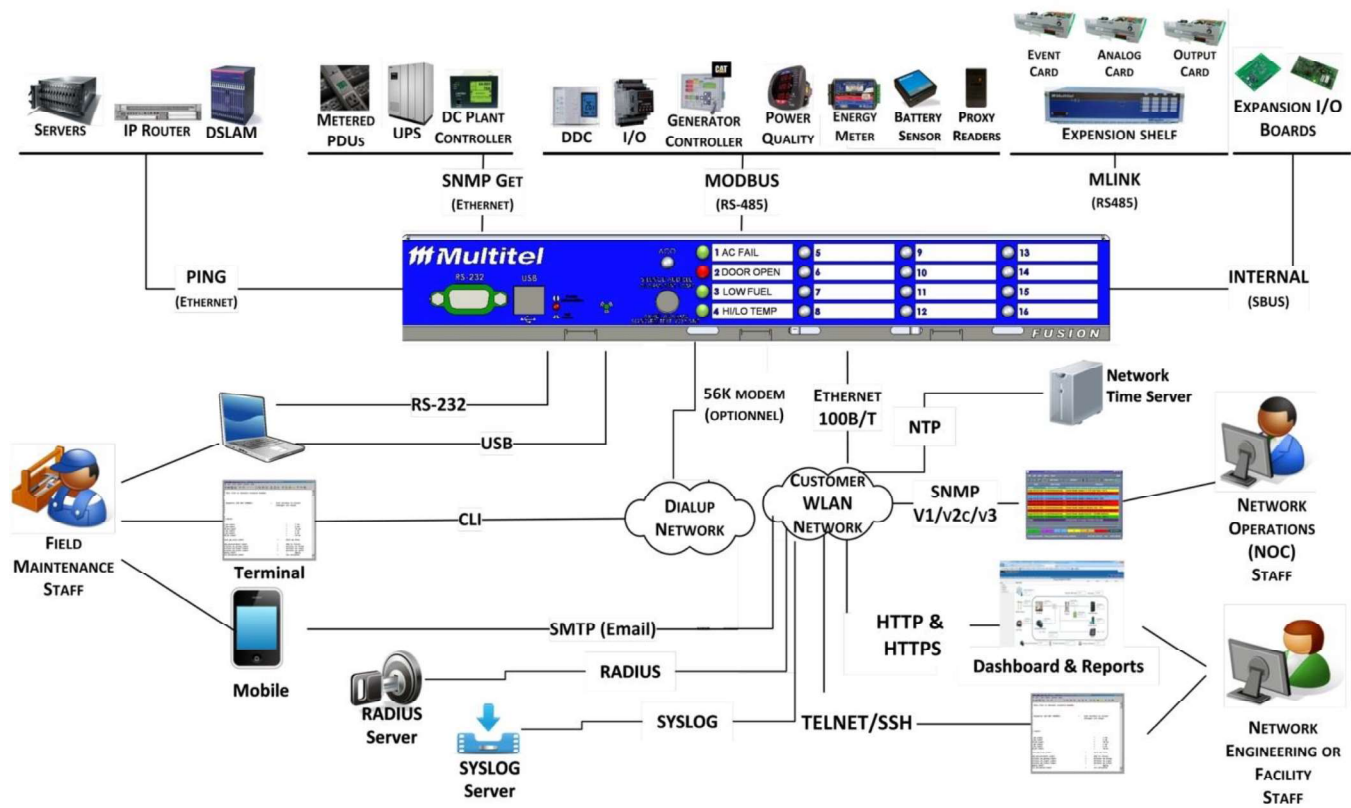 EVENT
CARD
ANALOG
CARD
OUTPUT
CARD
CAT
Multitel
SERVERS
IP ROUTER
DSLAM
METERED
PDUS
UPS
DC PLANT
CONTROLLER
DDC
I/O
GENERATOR
CONTROLLER
POWER
QUALITY
ENERGY
METER
BATTERY
SENSOR
PROXY
READERS
EXPENSION SHELF
EXPANSION I/O
BOARDS
SNMP GET
(ETHERNET)
MODBUS
(RS-485)
MLINK
(RS485)
PING
(ETHERNET)
INTERNAL
(SBUS)
Multitel
RS-232
USB
ACO
1 AC FAIL
2 DOOR OPEN
3 LOW FUEL
4 HI/LO TEMP
5
6
7
8
9
10
11
12
13
14
15
16
FUSION
RS-232
USB
56K MODEM
(OPTIONNEL)
ETHERNET
100B/T
NTP
Network
Time Server
FIELD
MAINTENANCE
STAFF
CLI
Terminal
DIALUP
NETWORK
CUSTOMER
WLAN
NETWORK
SNMP
V1/V2C/V3
NETWORK
OPERATIONS
(NOC)
STAFF
Mobile
SMTP (Email)
HTTP &
HTTPS
Dashboard & Reports
RADIUS
RADIUS
Server
SYSLOG
SYSLOG
Server
TELNET/SSH
NETWORK
ENGINEERING OR
FACILITY
STAFF